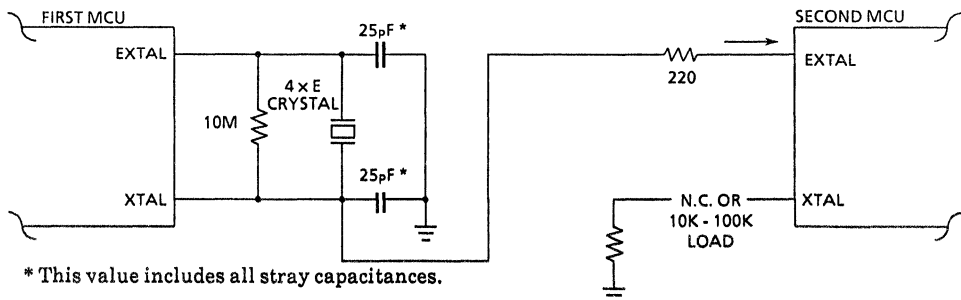 FIRST MCU
SECOND MCU
25pF *
EXTAL
EXTAL
220
4 x E
CRYSTAL
10M
25pF *
XTAL
N.C. OR
10K - 100K
LOAD
XTAL
* This value includes all stray capacitances.